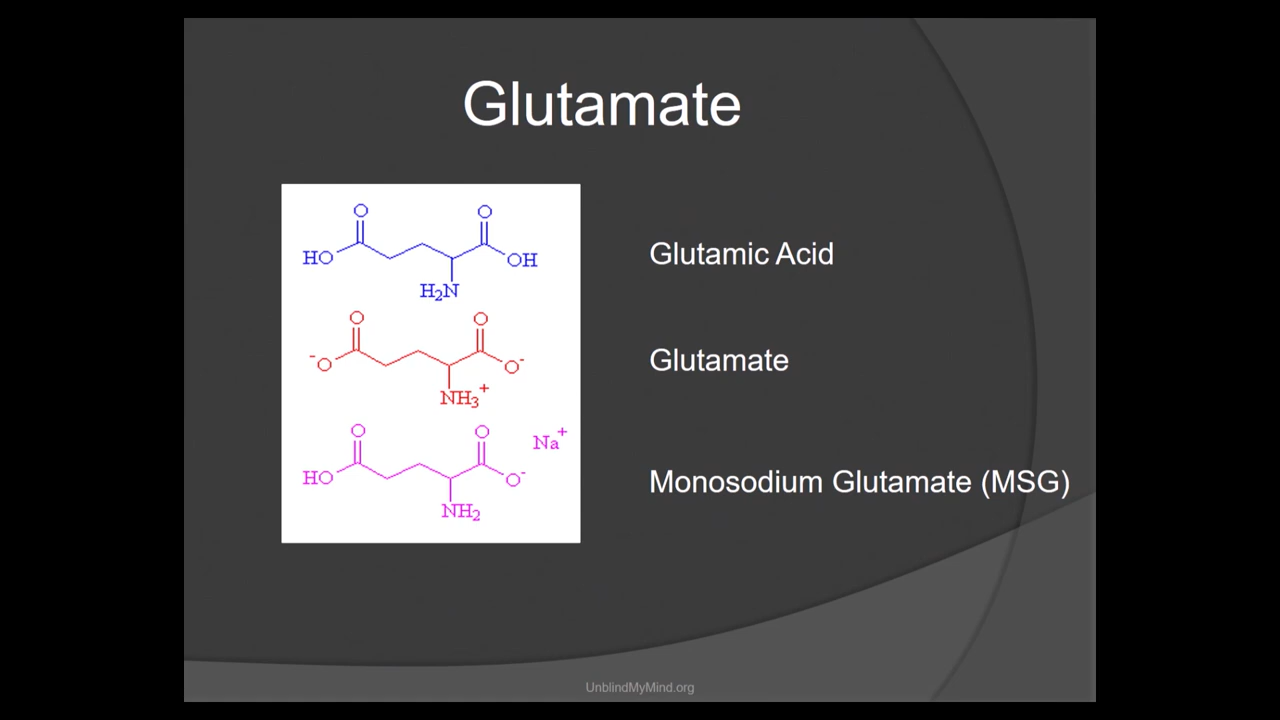 Glutamate
O O
HO OH
H₂N
Glutamic Acid
O O
⁻O O⁻
NH₃⁺
Glutamate
O O Na⁺
HO O⁻
NH₂
Monosodium Glutamate (MSG)
UnblindMyMind.org